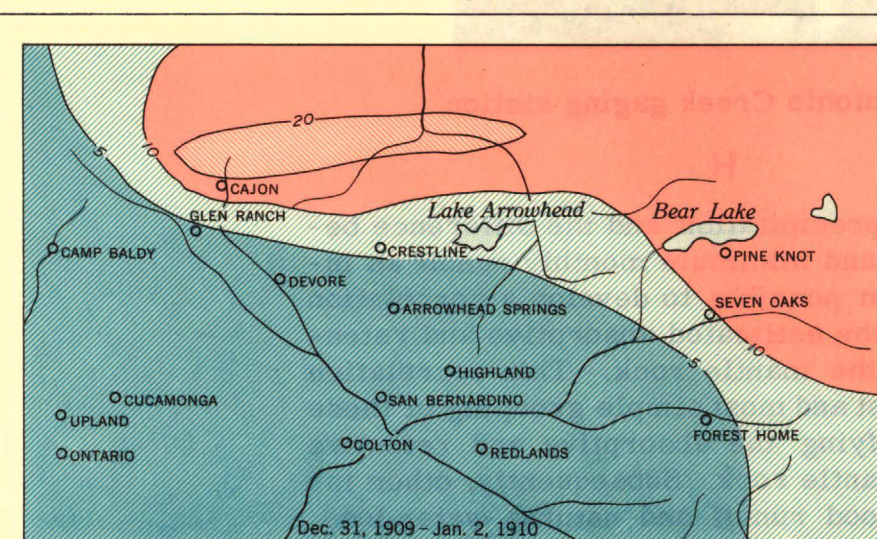 20
5
10
CAJON
GLEN RANCH
Lake Arrowhead
Bear Lake
CAMP BALDY
CRESTLINE
PINE KNOT
DEVORE
ARROWHEAD SPRINGS
SEVEN OAKS
10
5
HIGHLAND
CUCAMONGA
SAN BERNARDINO
UPLAND
FOREST HOME
COLTON
ONTARIO
REDLANDS
Dec. 31, 1909 – Jan. 2, 1910